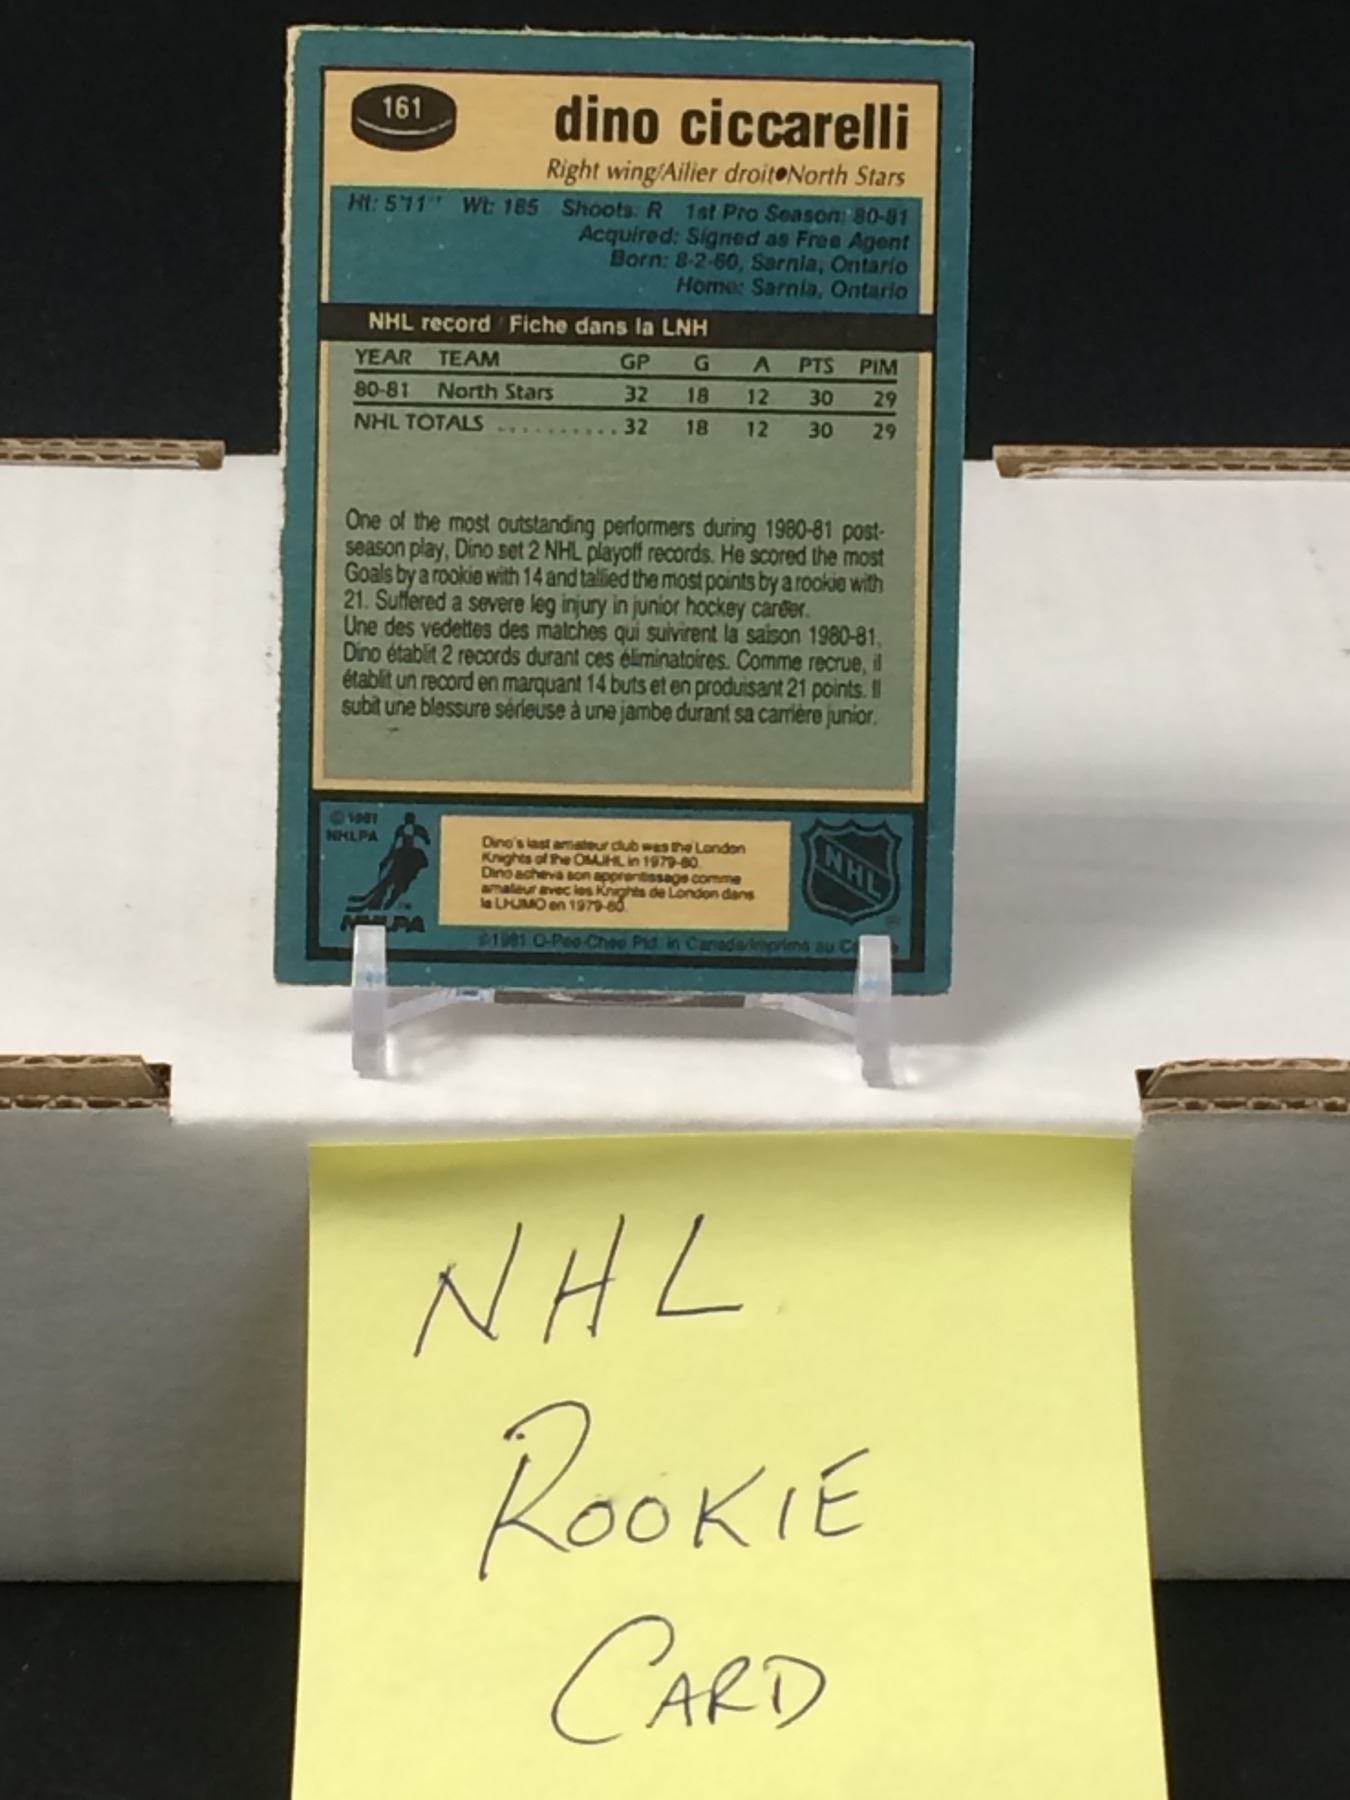 161
dino ciccarelli
Right wing/Ailier droit●North Stars
Ht: 5'11" Wt: 185 Shoots: R 1st Pro Season: 80-81
Acquired: Signed as Free Agent
Born: 8-2-60, Sarnia, Ontario
Home: Sarnia, Ontario
NHL record / Fiche dans la LNH
YEAR TEAM GP G A PTS PIM
80-81 North Stars 32 18 12 30 29
NHL TOTALS .......... 32 18 12 30 29
One of the most outstanding performers during 1980-81 post-
season play, Dino set 2 NHL playoff records. He scored the most
Goals by a rookie with 14 and tallied the most points by a rookie with
21. Suffered a severe leg injury in junior hockey career.
Une des vedettes des matches qui suivirent la saison 1980-81,
Dino établit 2 records durant ces éliminatoires. Comme recrue, il
établit un record en marquant 14 buts et en produisant 21 points. Il
subit une blessure sérieuse à une jambe durant sa carrière junior.
© 1981
NHLPA
NHLPA
Dino's last amateur club was the London
Knights of the OMJHL in 1979-80.
Dino acheva son apprentissage comme
amateur avec les Knights de London dans
la LHJMO en 1979-80.
NHL
©1981 O-Pee-Chee Ptd. in Canada/Imprimé au
NHL
ROOKIE
CARD